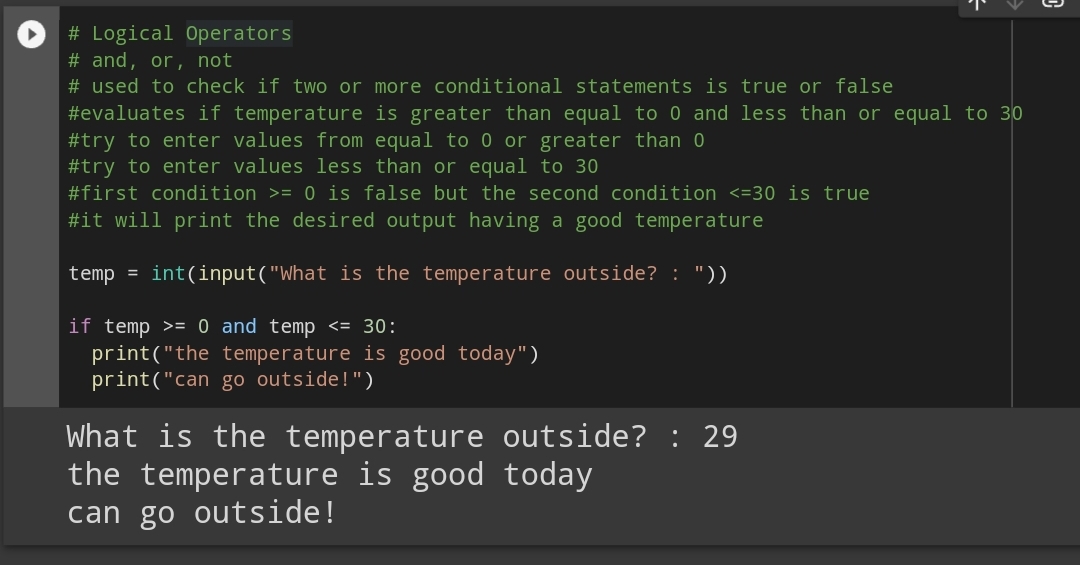 # Logical Operators
# and, or, not
# used to check if two or more conditional statements is true or false
#evaluates if temperature is greater than equal to 0 and less than or equal to 30
#try to enter values from equal to 0 or greater than 0
#try to enter values less than or equal to 30
#first condition >= 0 is false but the second condition <=30 is true
#it will print the desired output having a good temperature
temp = int(input("What is the temperature outside? : "))
if temp >= 0 and temp <= 30:
  print("the temperature is good today")
  print("can go outside!")
What is the temperature outside? : 29
the temperature is good today
can go outside!